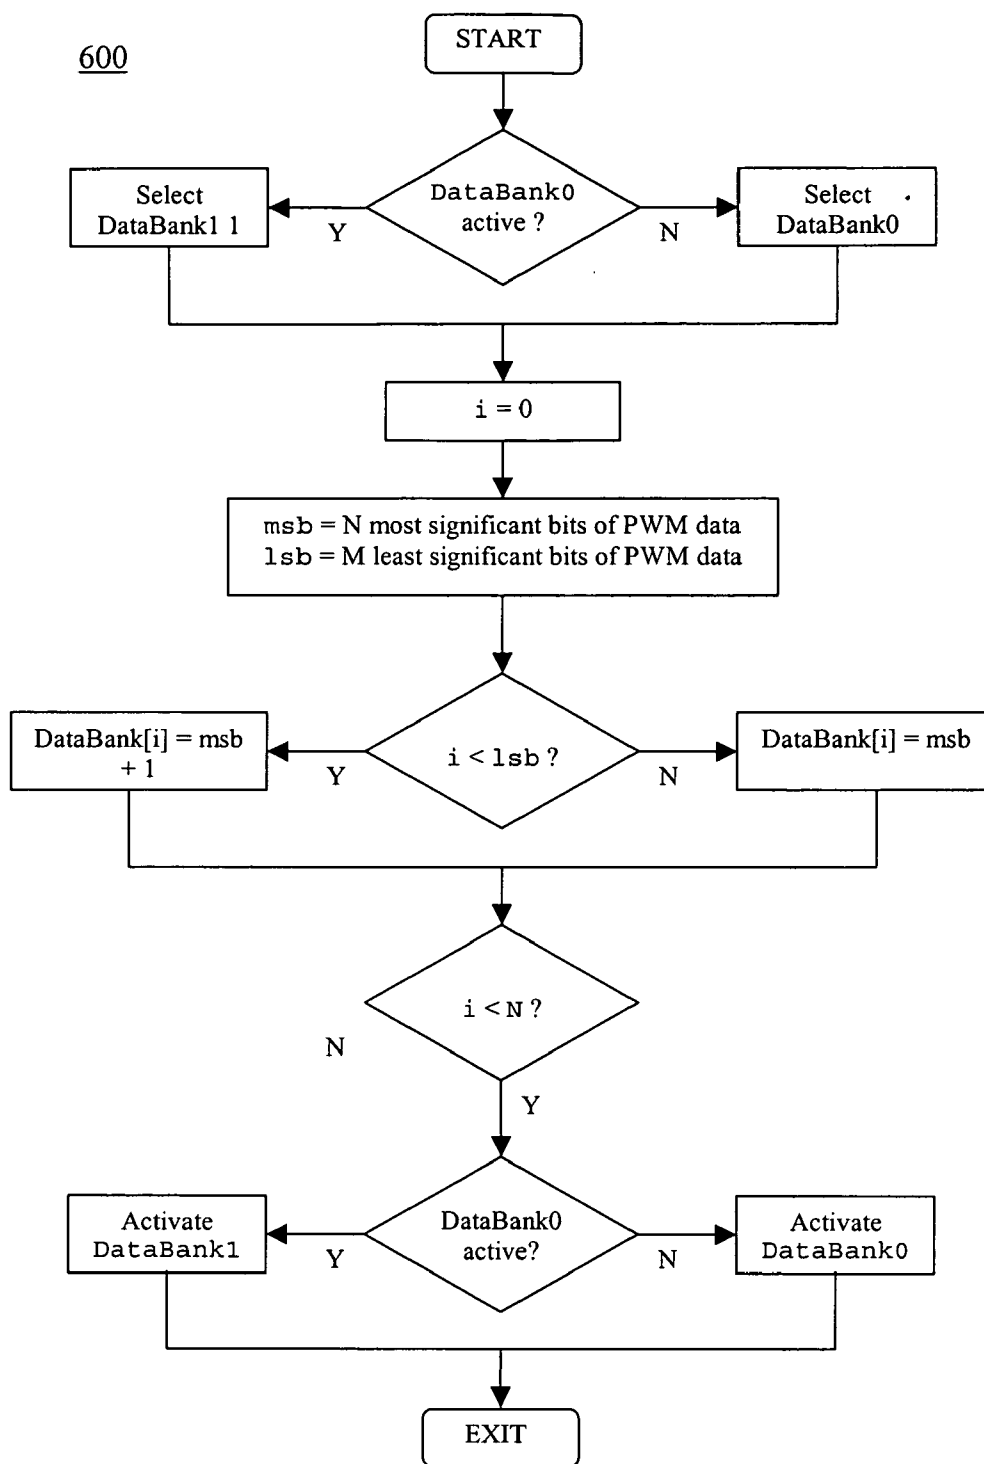 600
START
DataBank0
active ?
Y
N
Select
DataBank1 1
Select
DataBank0
i = 0
msb = N most significant bits of PWM data
lsb = M least significant bits of PWM data
i < lsb ?
Y
N
DataBank[i] = msb
+ 1
DataBank[i] = msb
i < N ?
N
Y
DataBank0
active?
Y
N
Activate
DataBank1
Activate
DataBank0
EXIT